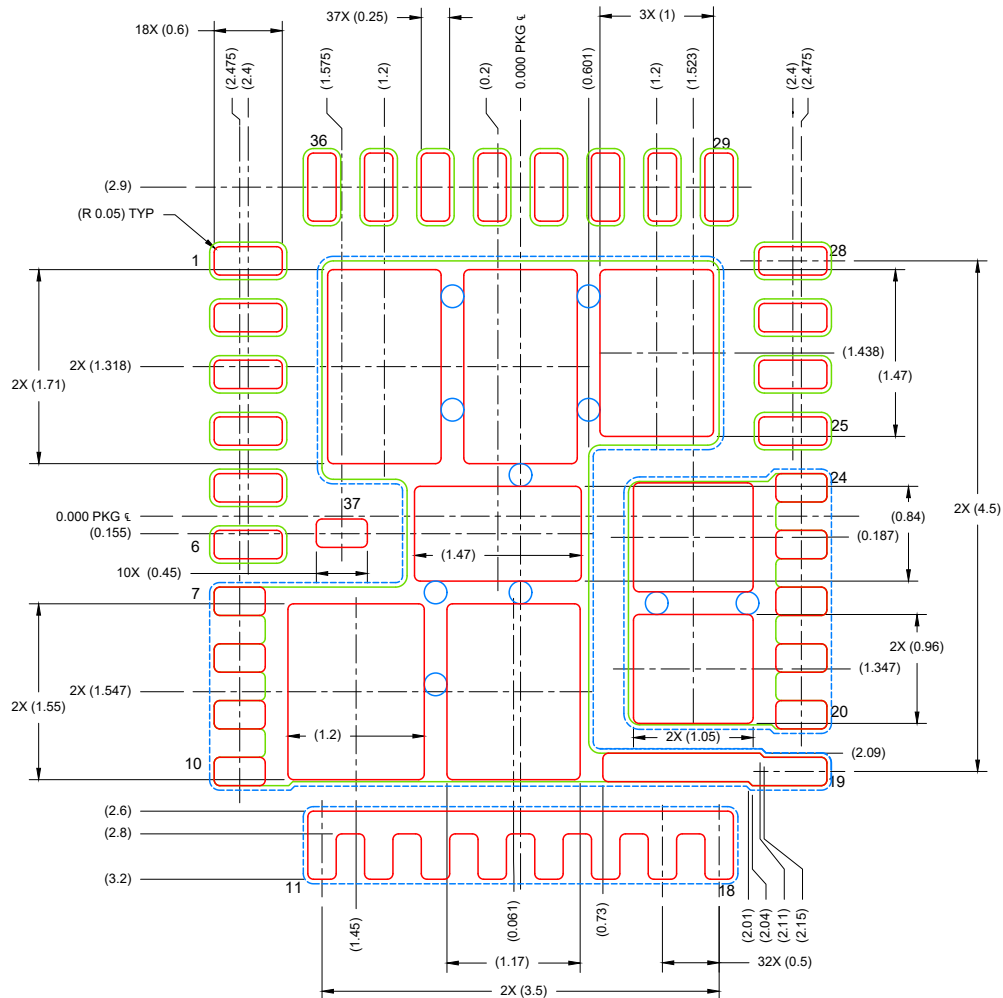 37X (0.25)
3X (1)
18X (0.6)
(2.475)
(2.4)
(1.575)
(1.2)
(0.2)
0.000 PKG ℄
(0.601)
(1.2)
(1.523)
(2.4)
(2.475)
36
29
(2.9)
(R 0.05) TYP
1
28
2X (1.318)
(1.438)
(1.47)
2X (1.71)
25
24
37
0.000 PKG ℄
(0.155)
(0.84)
(0.187)
2X (4.5)
6
(1.47)
10X (0.45)
7
2X (0.96)
(1.347)
2X (1.547)
2X (1.55)
20
(1.2)
2X (1.05)
(2.09)
10
19
(2.6)
(2.8)
(3.2)
11
18
(1.45)
(0.061)
(0.73)
(2.01)
(2.04)
(2.11)
(2.15)
(1.17)
32X (0.5)
2X (3.5)